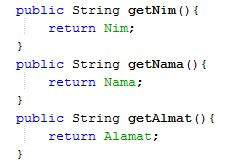 public String getNim(){
return Nim;
}
public String getNama(){
return Nama;
}
public String getAlmat(){
return Alamat;
}